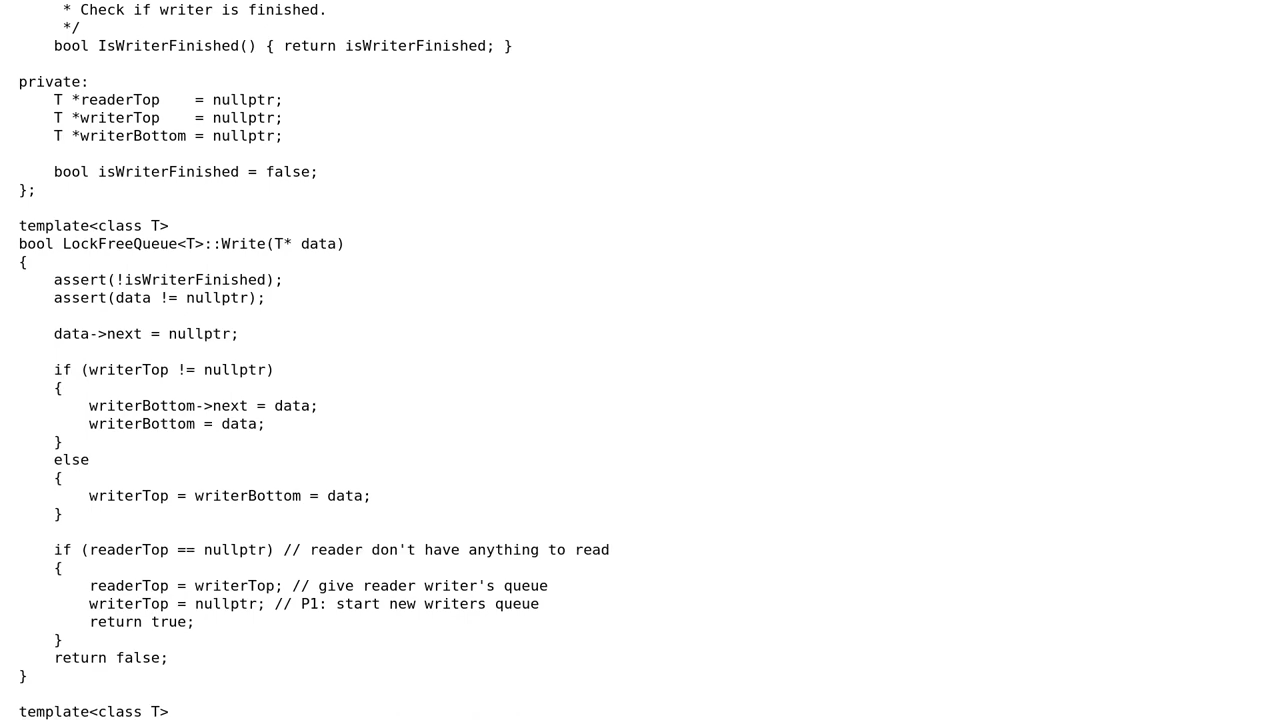 * Check if writer is finished.
     */
    bool IsWriterFinished() { return isWriterFinished; }

private:
    T *readerTop    = nullptr;
    T *writerTop    = nullptr;
    T *writerBottom = nullptr;

    bool isWriterFinished = false;
};

template<class T>
bool LockFreeQueue<T>::Write(T* data)
{
    assert(!isWriterFinished);
    assert(data != nullptr);

    data->next = nullptr;

    if (writerTop != nullptr)
    {
        writerBottom->next = data;
        writerBottom = data;
    }
    else
    {
        writerTop = writerBottom = data;
    }

    if (readerTop == nullptr) // reader don't have anything to read
    {
        readerTop = writerTop; // give reader writer's queue
        writerTop = nullptr; // P1: start new writers queue
        return true;
    }
    return false;
}

template<class T>